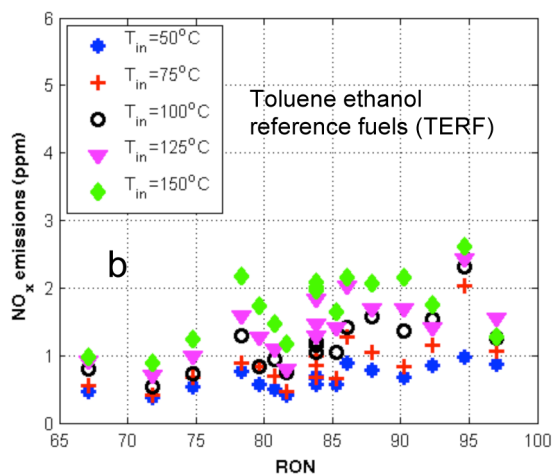 6
5
4
3
2
1
0
NOx emissions (ppm)
Tin=50°C
Tin=75°C
Tin=100°C
Tin=125°C
Tin=150°C
Toluene ethanol
reference fuels (TERF)
b
65 70 75 80 85 90 95 100
RON